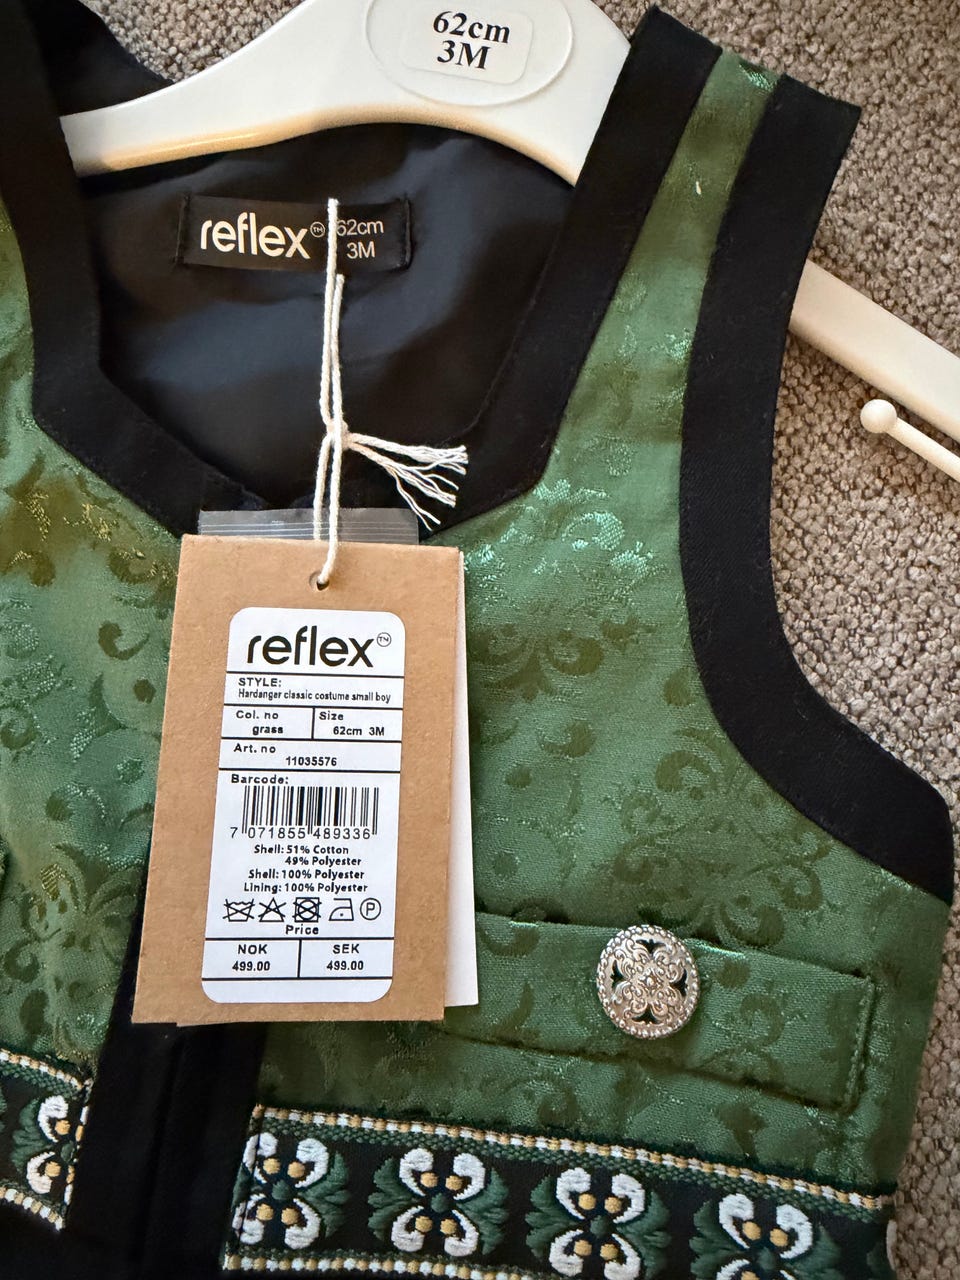 62cm
3M
reflex™ 62cm
3M
reflex™
STYLE:
Hardanger classic costume small boy
Col. no Size
grass 62cm 3M
Art. no
11035576
Barcode:
7 071855 489336
Shell: 51% Cotton
49% Polyester
Shell: 100% Polyester
Lining: 100% Polyester
P
Price
NOK SEK
499.00 499.00